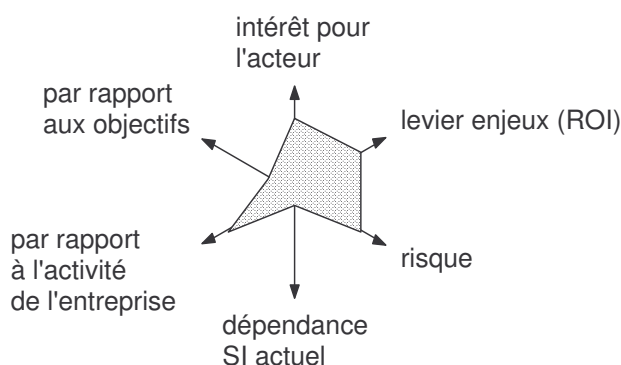 intérêt pour
l'acteur
par rapport
aux objectifs
levier enjeux (ROI)
par rapport
à l'activité
de l'entreprise
risque
dépendance
SI actuel